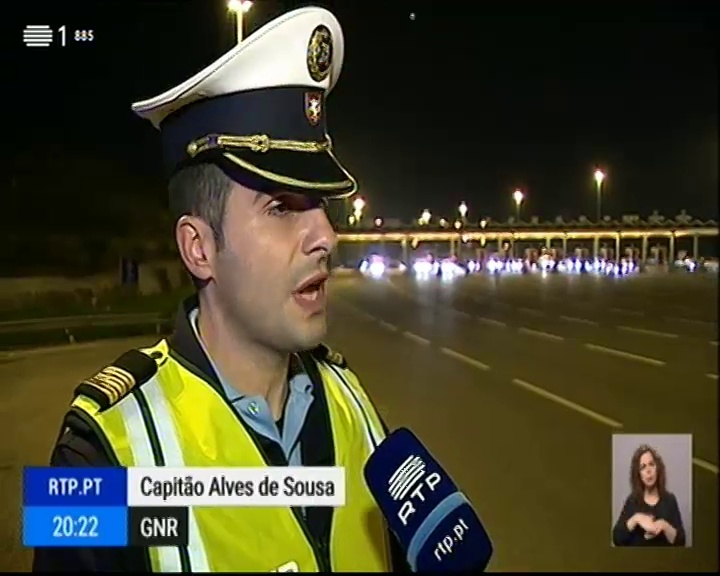 1 885
RTP.PT
Capitão Alves de Sousa
20:22
GNR
RTP
rtp.pt